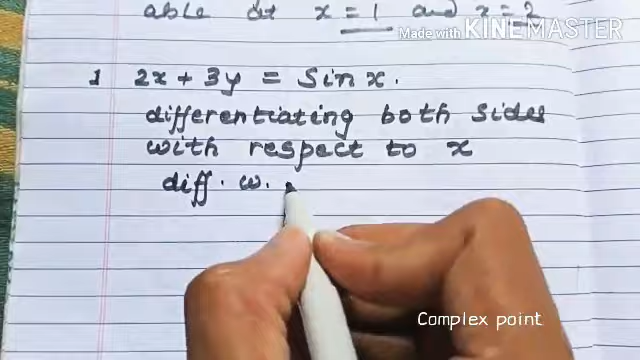 able at x = 1 and x = 2
Made with KINEMASTER
1 2x + 3y = Sin x.
differentiating both sides
with respect to x
diff. w.
Complex point